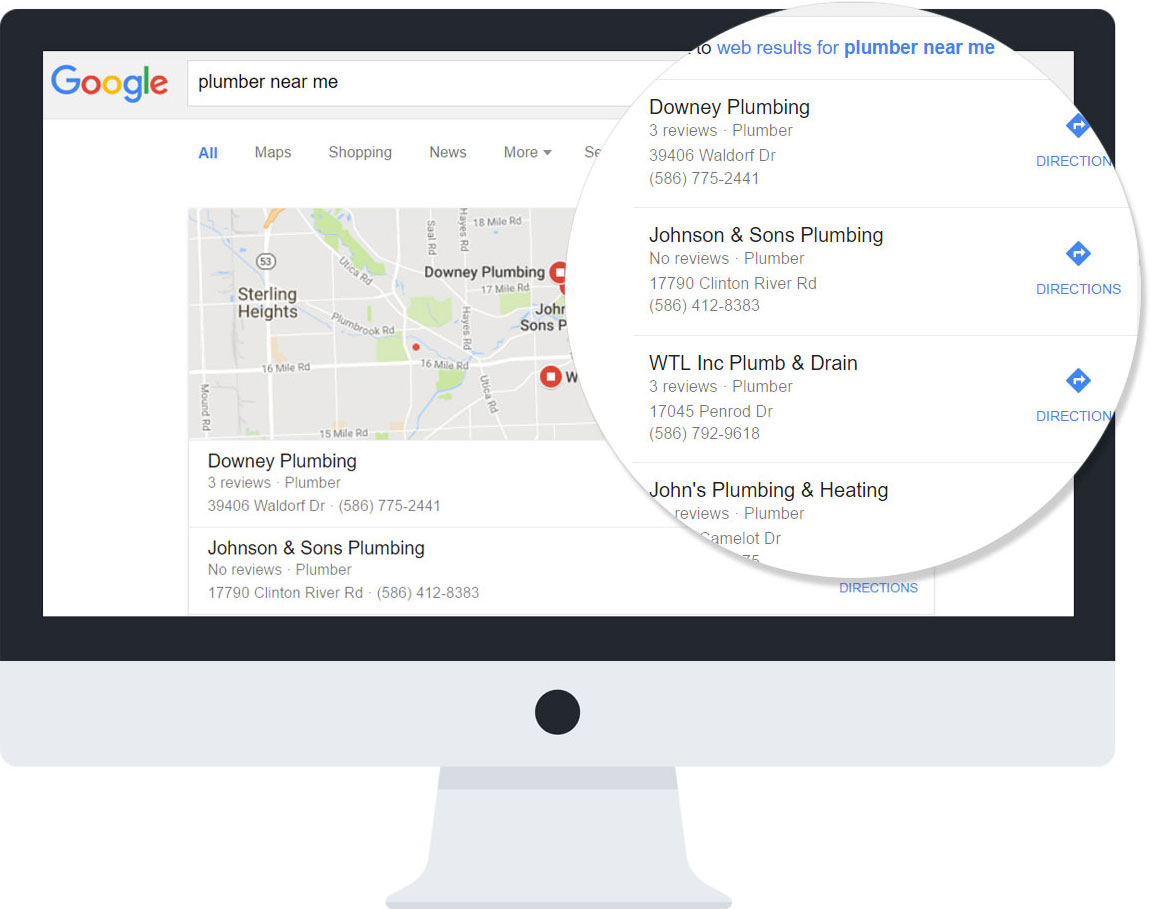 Google
plumber near me
All Maps Shopping News More
18 Mile Rd
Saal Rd
Hayes Rd
53
Utica Rd
Downey Plumbing
17 Mile Rd
Sterling
Heights
Plumbrook Rd
Hayes Rd
Sons
16 Mile Rd
16 Mile Rd
Utica Rd
Mound Rd
15 Mile Rd
Downey Plumbing
3 reviews · Plumber
39406 Waldorf Dr · (586) 775-2441
Johnson & Sons Plumbing
No reviews · Plumber
17790 Clinton River Rd · (586) 412-8383
DIRECTIONS
to web results for plumber near me
Downey Plumbing
3 reviews · Plumber
39406 Waldorf Dr
(586) 775-2441
DIRECTION
Johnson & Sons Plumbing
No reviews · Plumber
17790 Clinton River Rd
(586) 412-8383
DIRECTIONS
WTL Inc Plumb & Drain
3 reviews · Plumber
17045 Penrod Dr
(586) 792-9618
DIRECTION
John's Plumbing & Heating
reviews · Plumber
Camelot Dr
75